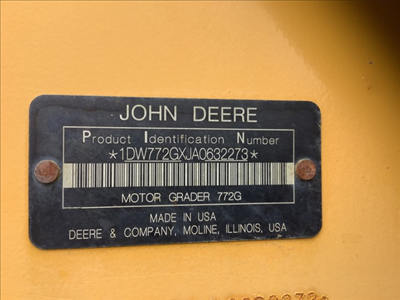 JOHN DEERE
Product Identification Number
*1DW772GXJA0632273*
MOTOR GRADER 772G
MADE IN USA
DEERE & COMPANY, MOLINE, ILLINOIS, USA